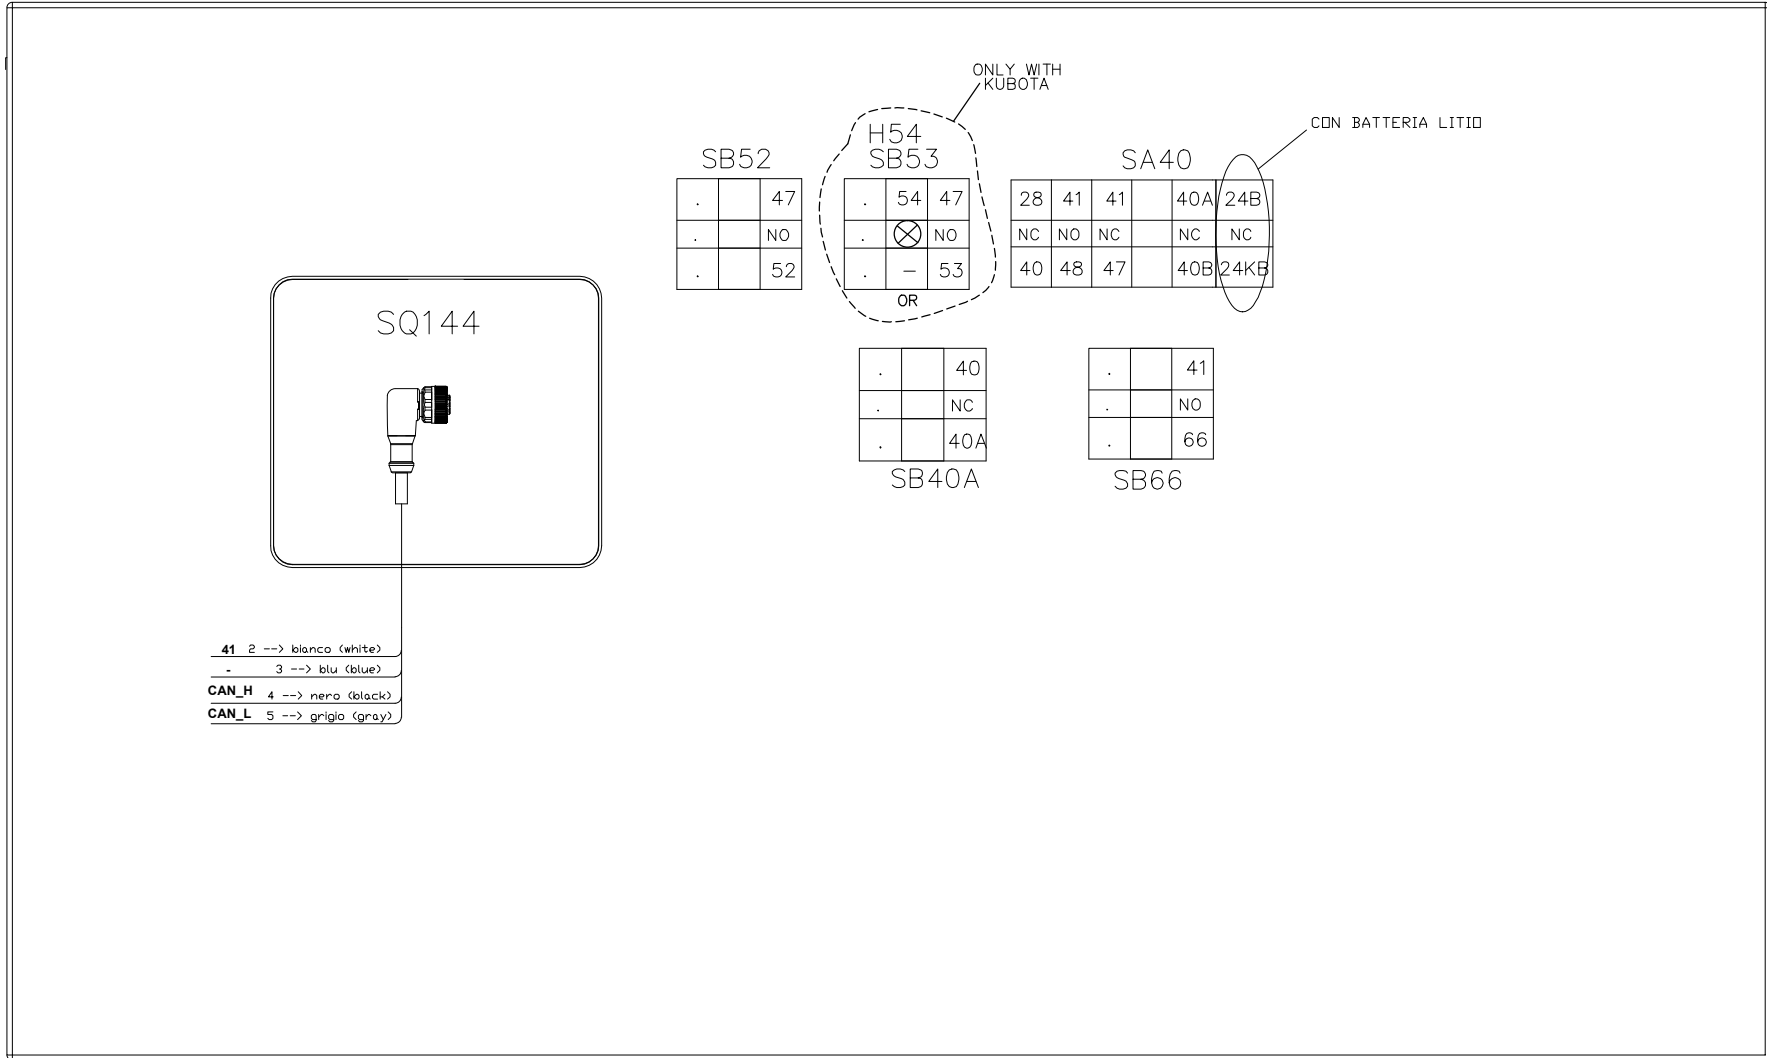 ONLY WITH
KUBOTA
CON BATTERIA LITIO
H54
SB52
SB53
SA40
. 47
. NO
. 52
. 54 47
. NO
. - 53
OR
28 41 41 40A 24B
NC NO NC NC NC
40 48 47 40B 24KB
. 40
. NC
. 40A
SB40A
. 41
. NO
. 66
SB66
SQ144
41 2 --> bianco (white)
- 3 --> blu (blue)
CAN_H 4 --> nero (black)
CAN_L 5 --> grigio (gray)